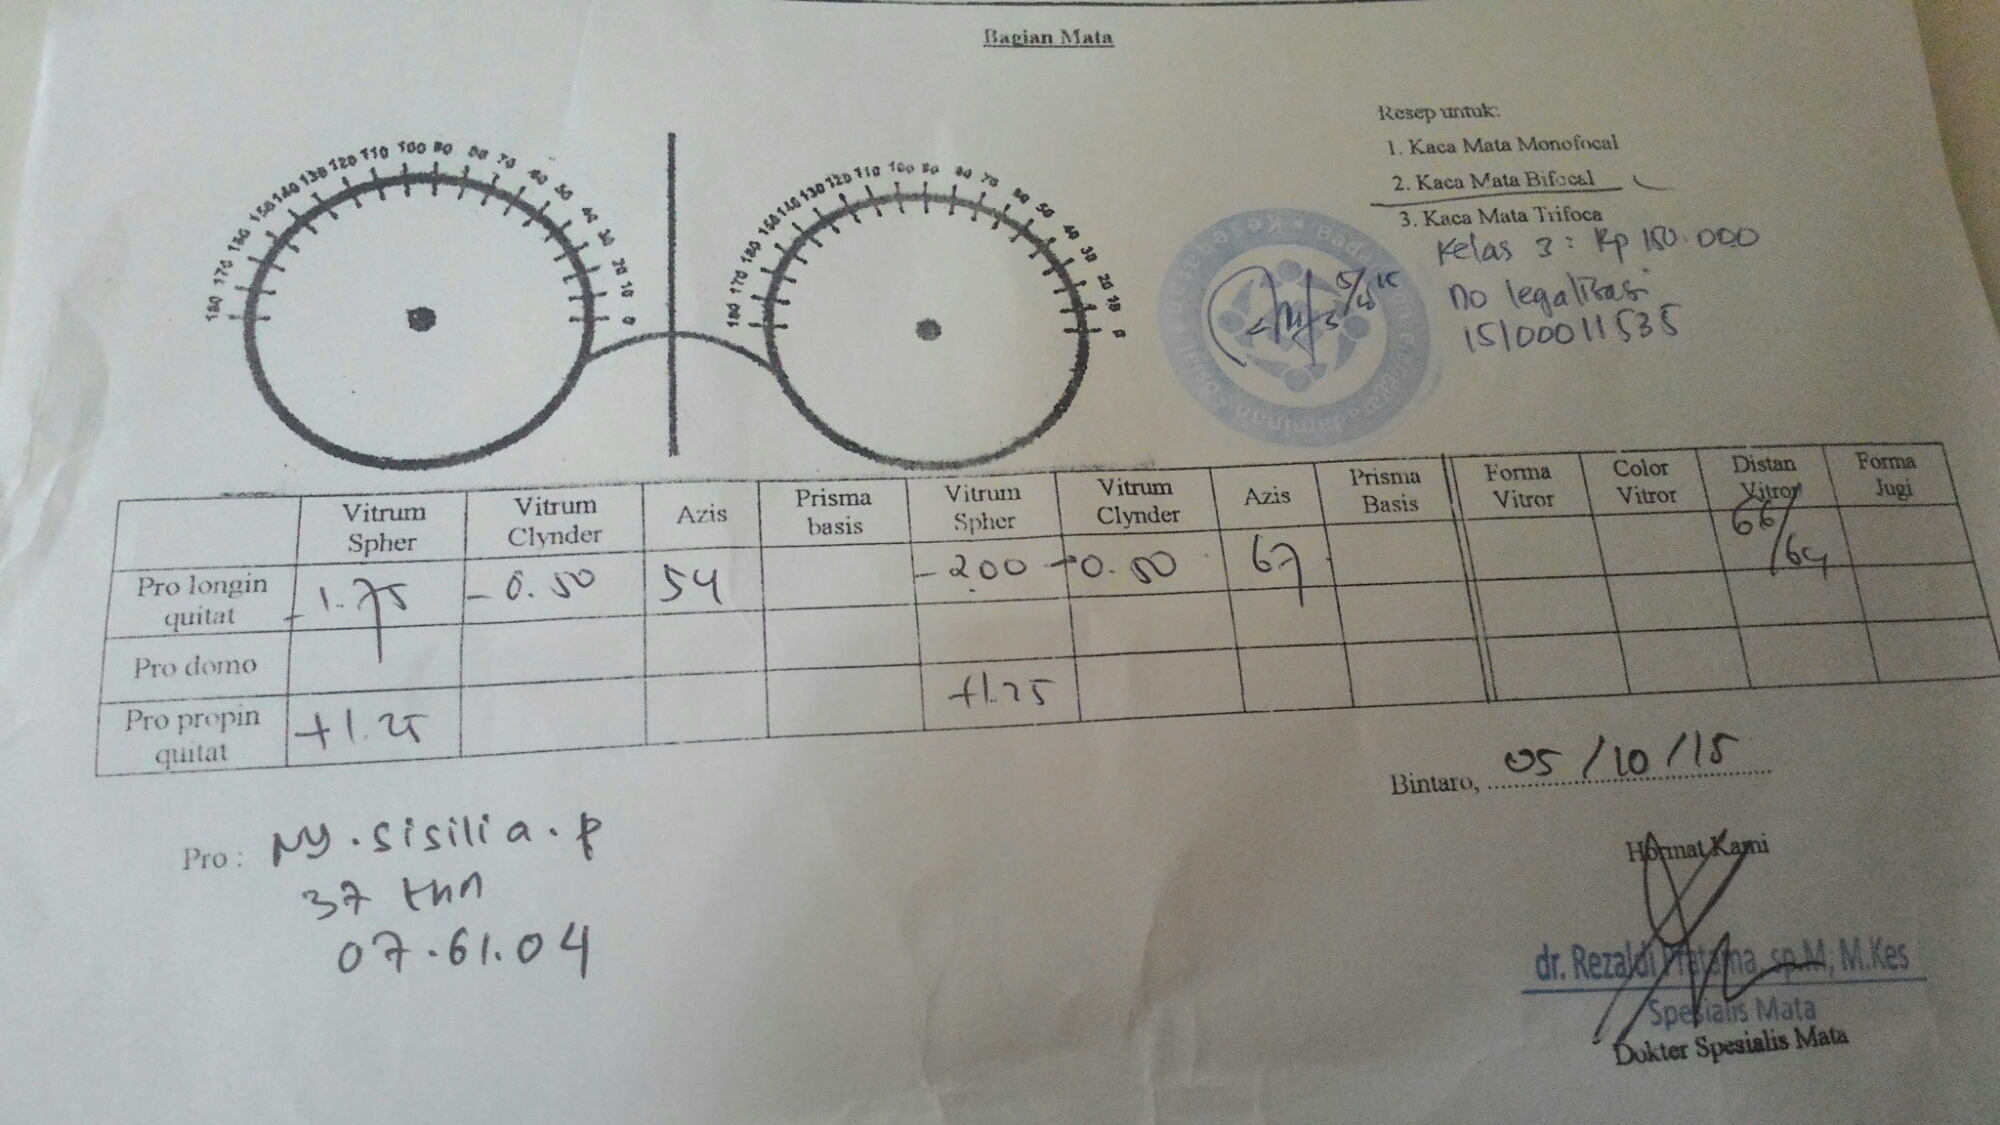 Bagian Mata
Resep untuk:
1. Kaca Mata Monofocal
2. Kaca Mata Bifocal
3. Kaca Mata Trifoca
Kelas 3 : Rp 150.000
no legalisasi
15100011535
180 170 160 150 140 130 120 110 100 90 80 70 60 50 40 30 20 10 0
180 170 160 150 140 130 120 110 100 90 80 70 60 50 40 30 20 10 0
Vitrum Spher Vitrum Clynder Azis Prisma basis Vitrum Spher Vitrum Clynder Azis Prisma Basis Forma Vitror Color Vitror Distan Vitror Forma Jugi
Pro longin quitat -1.75 -0.50 54 -200 -0.50 67 66/64
Pro domo
Pro propin quitat +1.25 +1.25
Bintaro, 05/10/15
Pro : Ny. sisilia. p
37 thn
07.61.04
Hormat Kami
dr. Rezaldi Pratama, sp.M, M.Kes
Spesialis Mata
Dokter Spesialis Mata